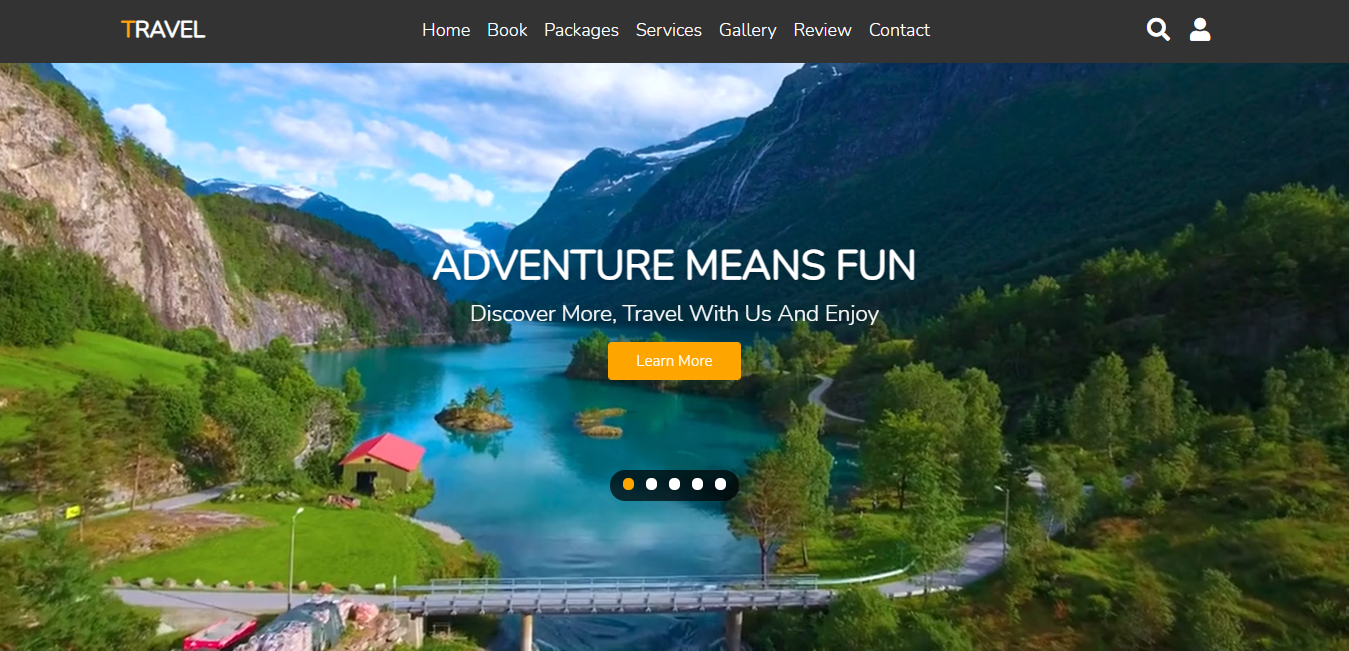 TRAVEL
Home Book Packages Services Gallery Review Contact
ADVENTURE MEANS FUN
Discover More, Travel With Us And Enjoy
Learn More